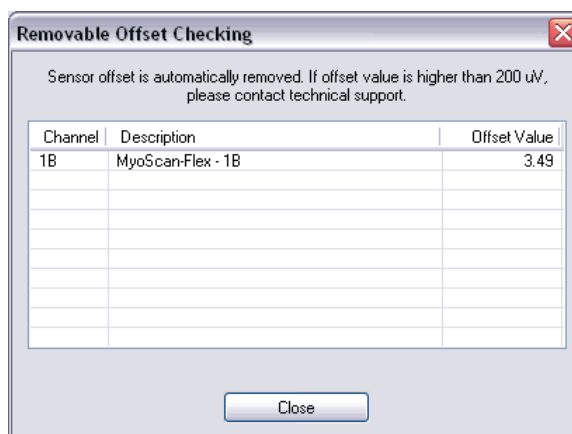 Removable Offset Checking
Sensor offset is automatically removed. If offset value is higher than 200 uV,
please contact technical support.
Channel Description Offset Value
1B MyoScan-Flex - 1B 3.49
Close